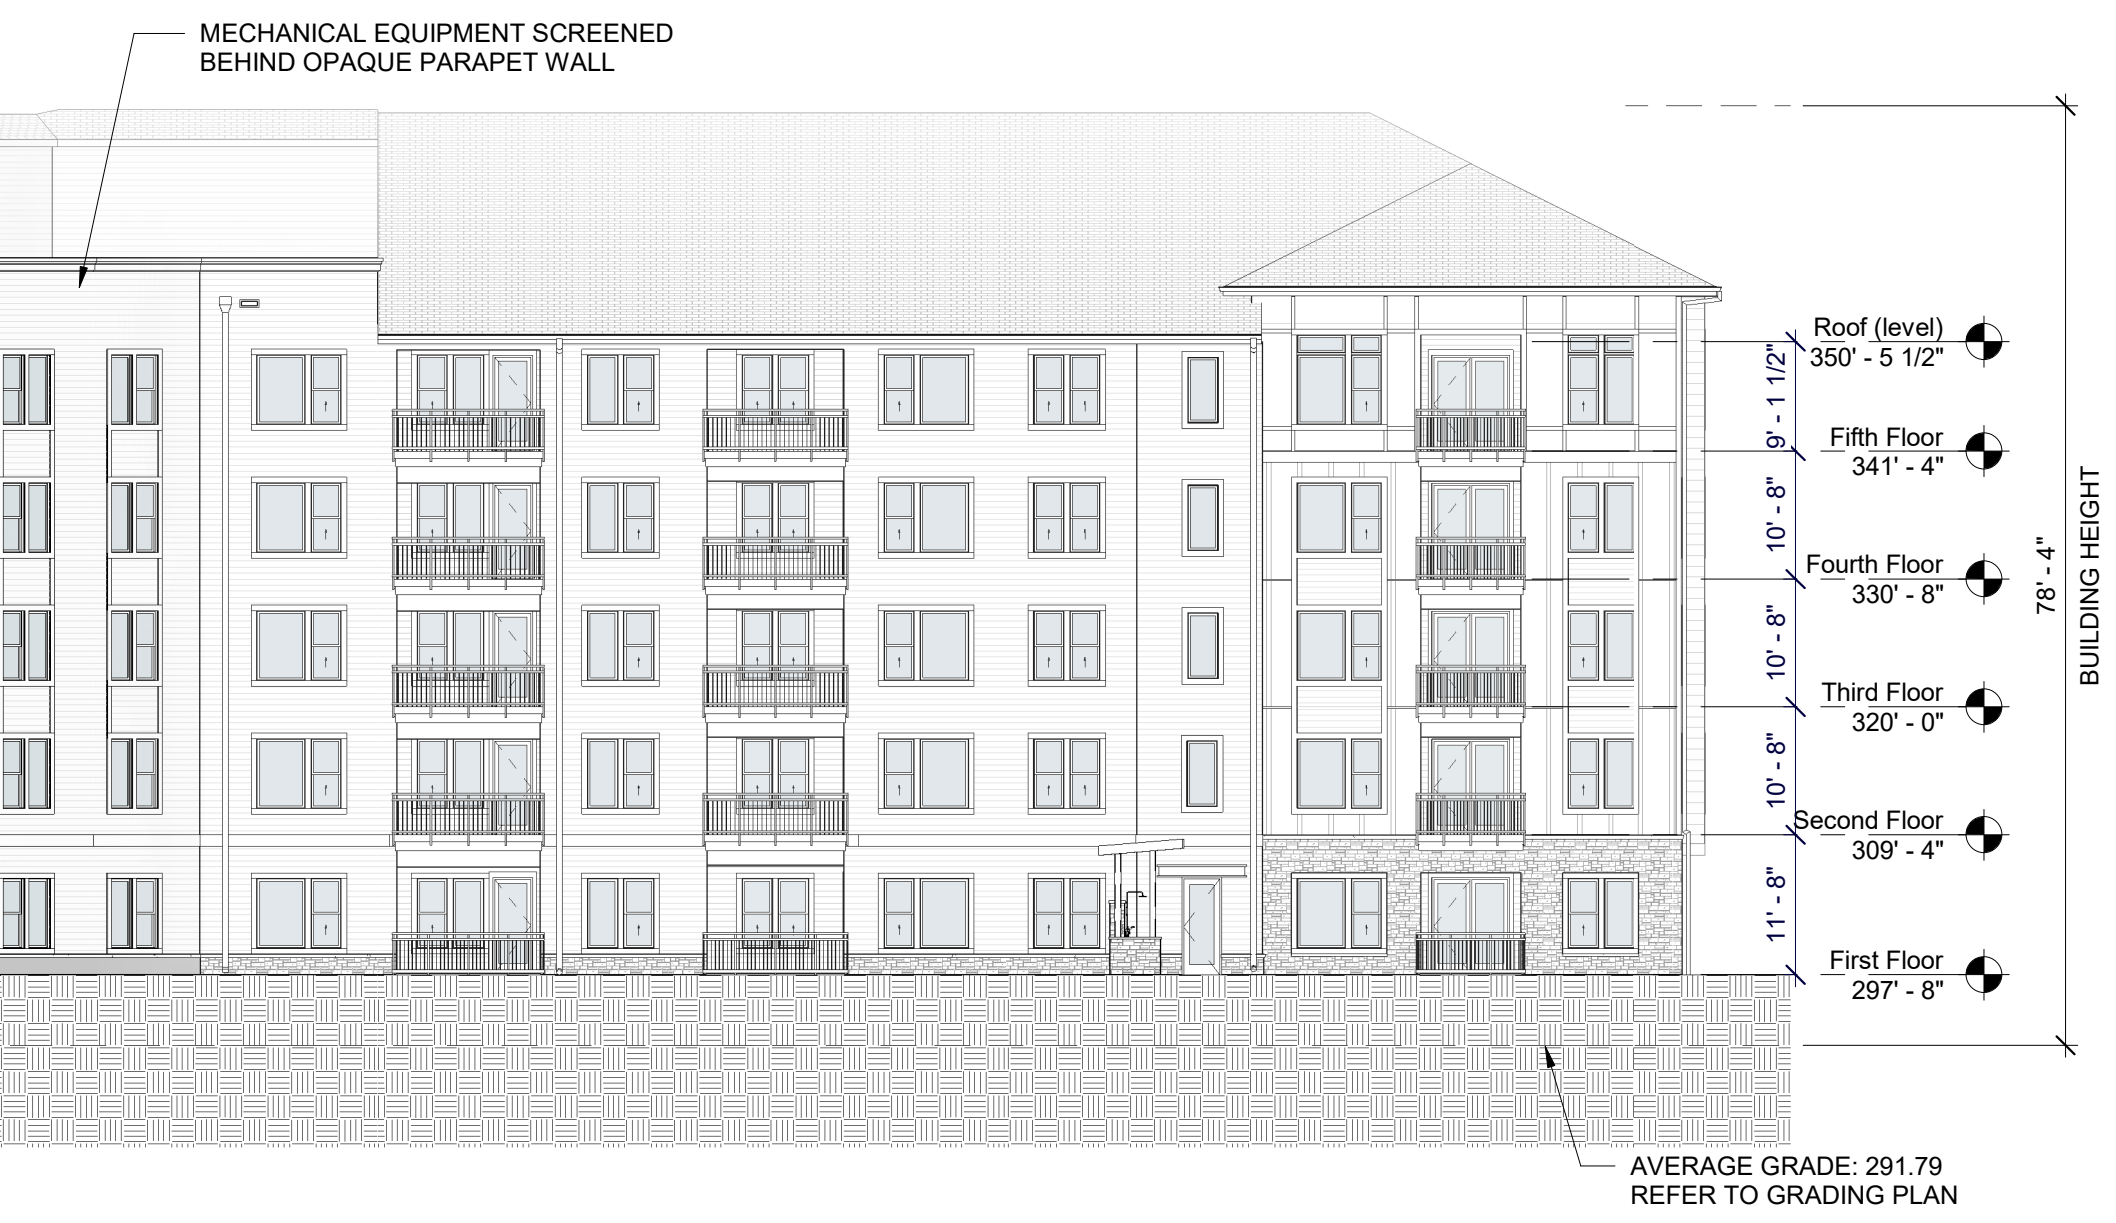 MECHANICAL EQUIPMENT SCREENED
BEHIND OPAQUE PARAPET WALL
Roof (level)
350' - 5 1/2"
9' - 1 1/2"
Fifth Floor
341' - 4"
10' - 8"
Fourth Floor
330' - 8"
10' - 8"
Third Floor
320' - 0"
10' - 8"
Second Floor
309' - 4"
11' - 8"
First Floor
297' - 8"
78' - 4"
BUILDING HEIGHT
AVERAGE GRADE: 291.79
REFER TO GRADING PLAN